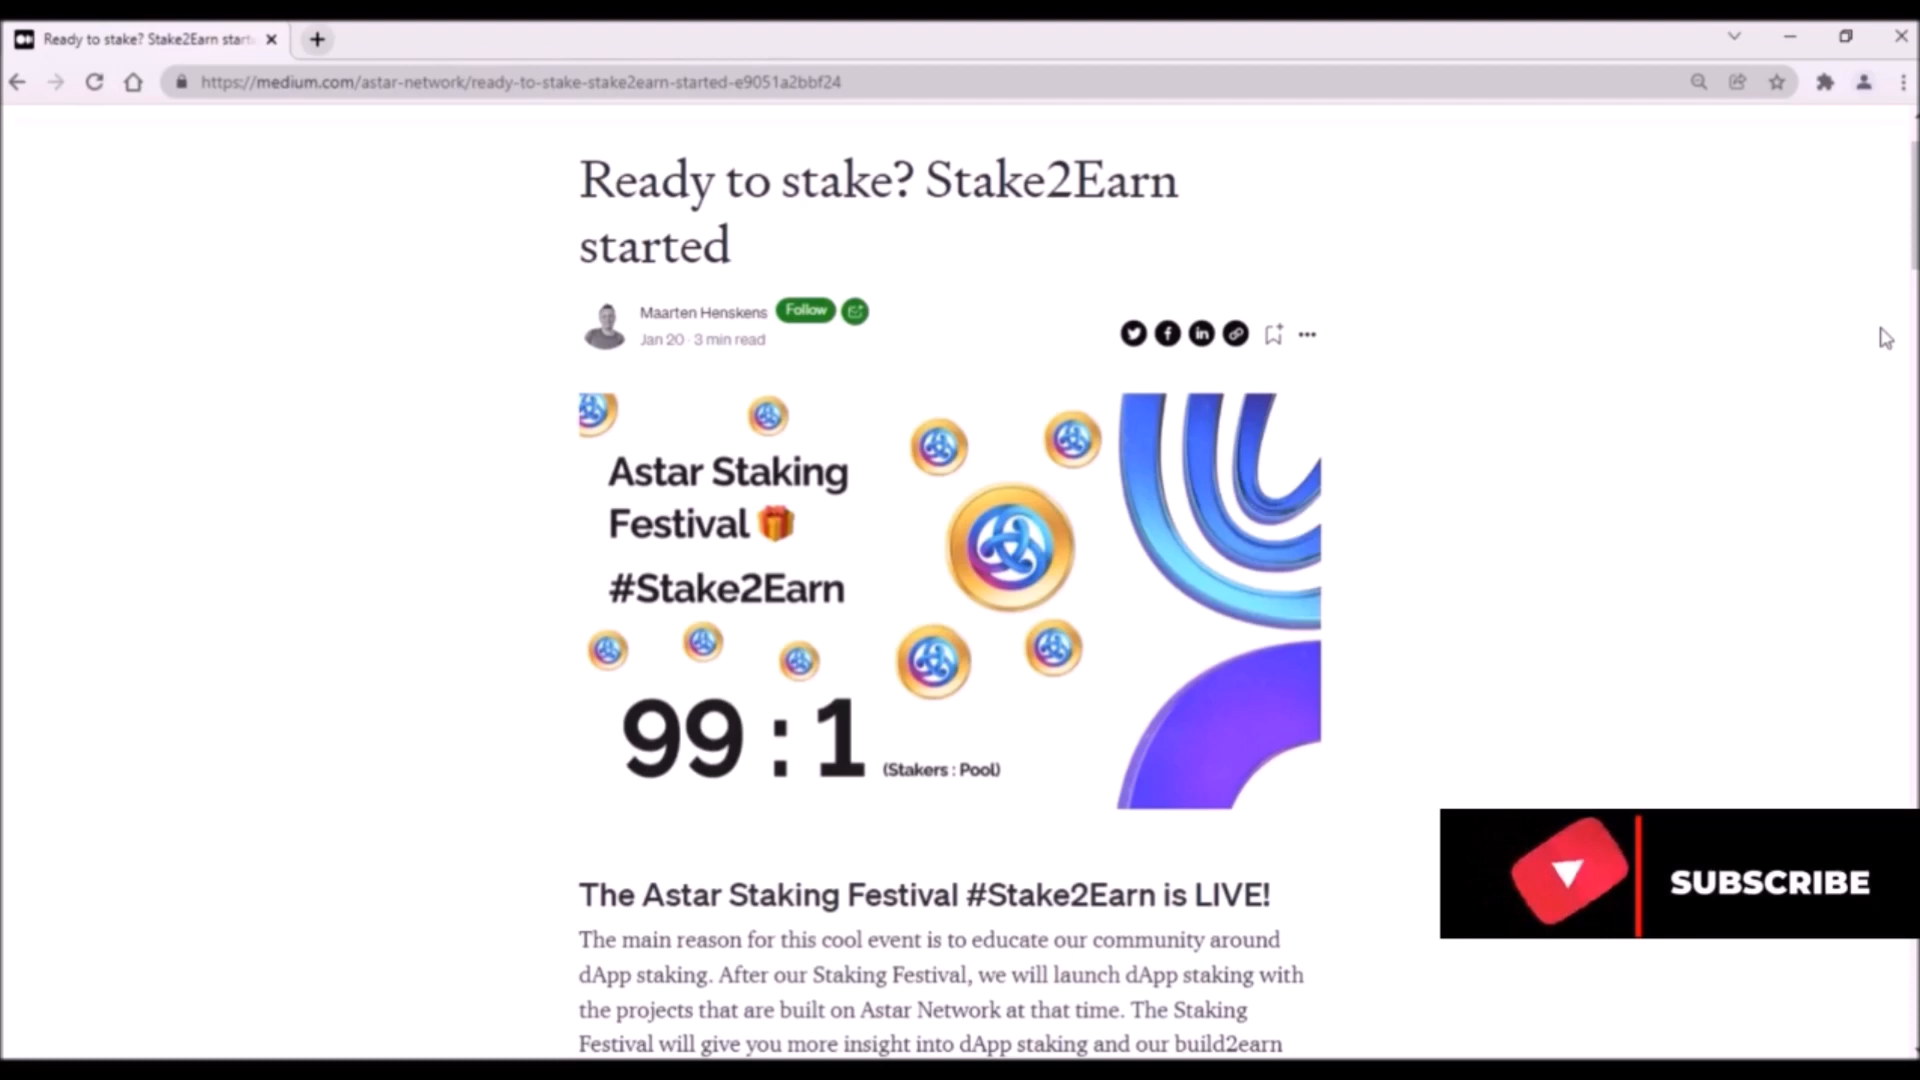 Ready to stake? Stake2Earn start
https://medium.com/astar-network/ready-to-stake-stake2earn-started-e9051a2bbf24
Ready to stake? Stake2Earn
started
Maarten Henskens Follow
Jan 20 · 3 min read
Astar Staking
Festival
#Stake2Earn
99 : 1 (Stakers : Pool)
The Astar Staking Festival #Stake2Earn is LIVE!
The main reason for this cool event is to educate our community around
dApp staking. After our Staking Festival, we will launch dApp staking with
the projects that are built on Astar Network at that time. The Staking
Festival will give you more insight into dApp staking and our build2earn
SUBSCRIBE